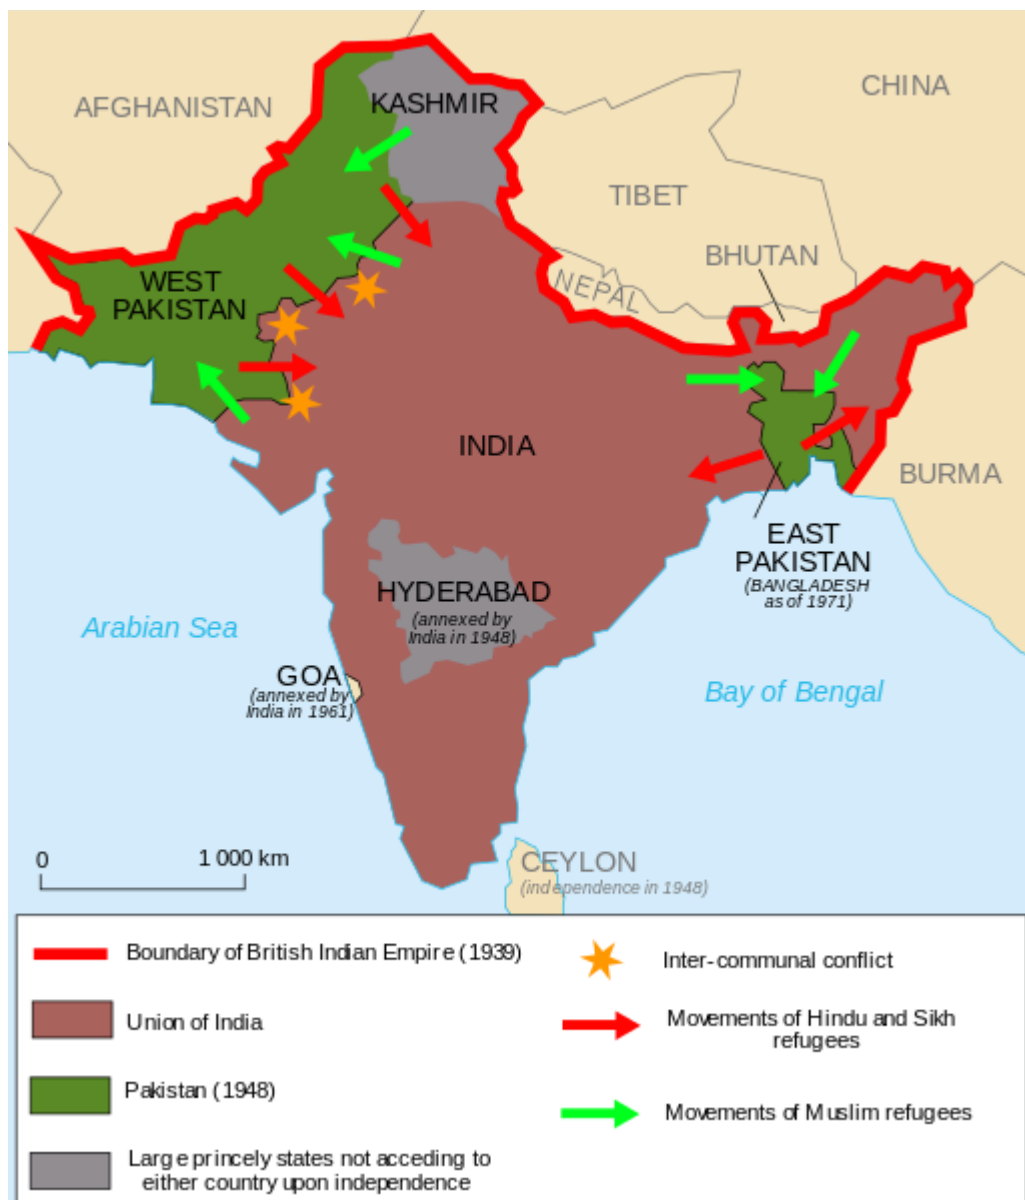 AFGHANISTAN
KASHMIR
CHINA
TIBET
BHUTAN
NEPAL
WEST
PAKISTAN
INDIA
BURMA
EAST
PAKISTAN
(BANGLADESH
as of 1971)
HYDERABAD
(annexed by
India in 1948)
Arabian Sea
GOA
(annexed by
India in 1961)
Bay of Bengal
0 1 000 km
CEYLON
(independence in 1948)
Boundary of British Indian Empire (1939)
Union of India
Pakistan (1948)
Large princely states not acceding to
either country upon independence
Inter-communal conflict
Movements of Hindu and Sikh
refugees
Movements of Muslim refugees